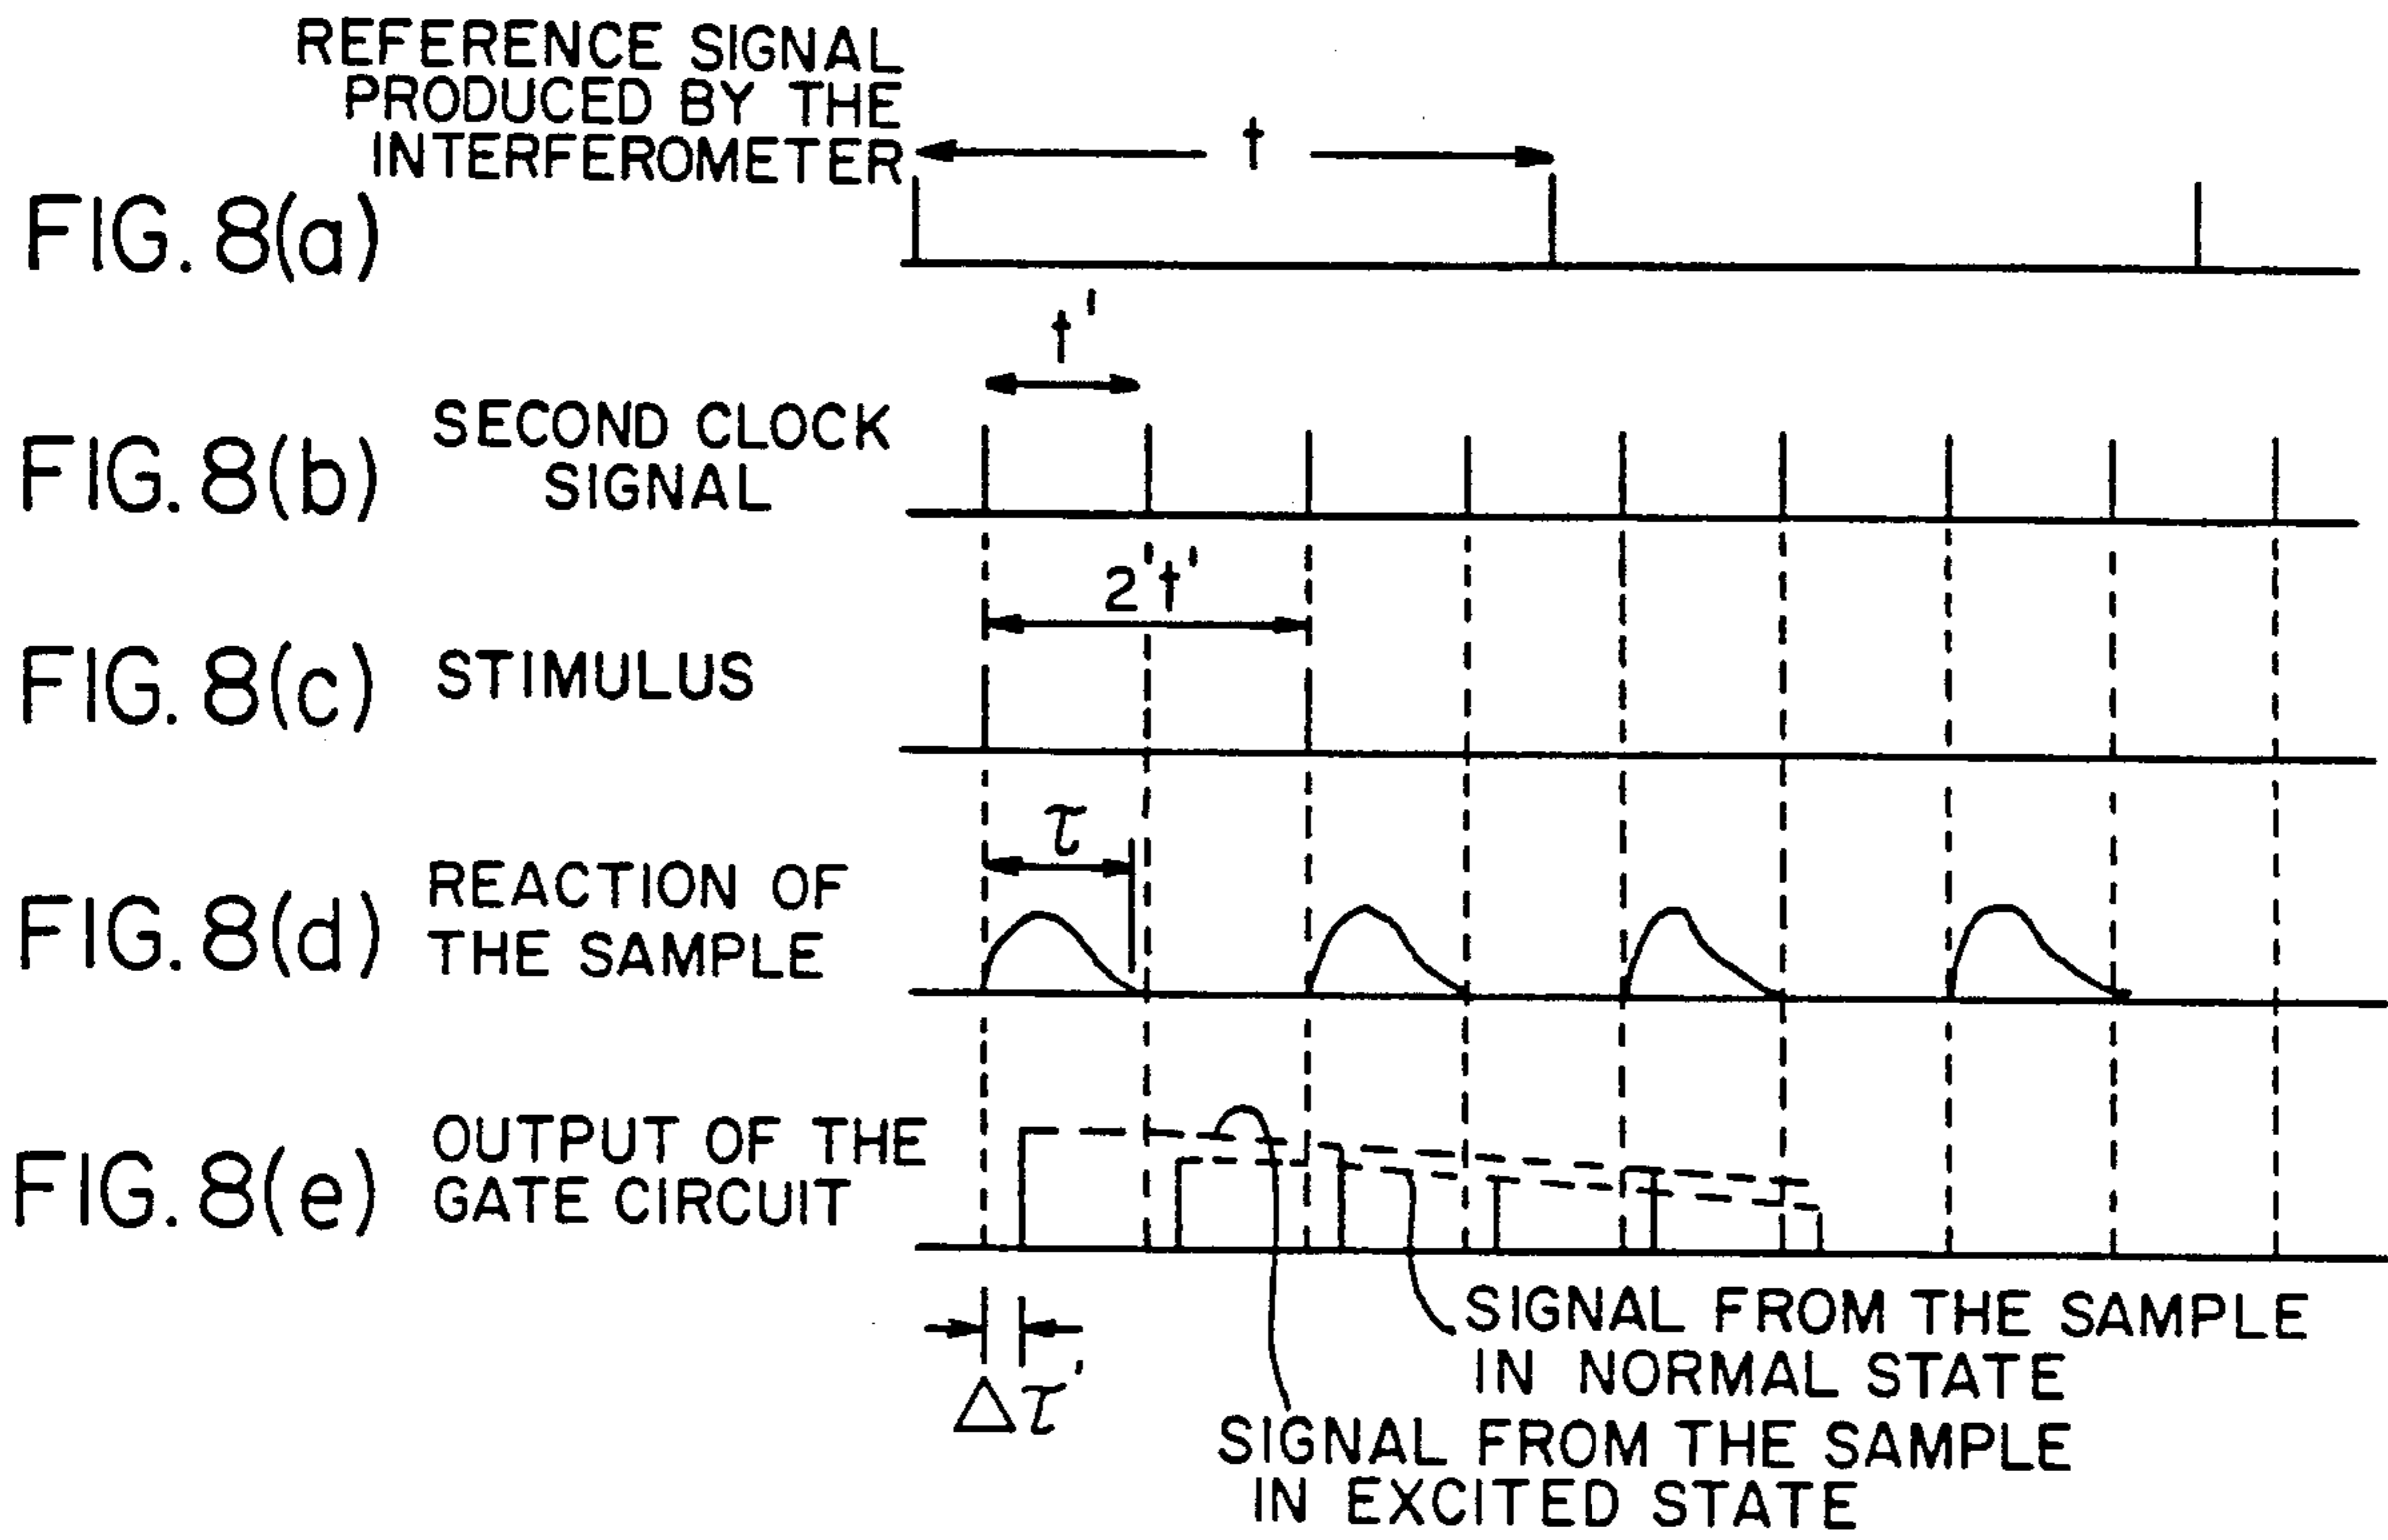 REFERENCE SIGNAL
PRODUCED BY THE
INTERFEROMETER
t
FIG. 8(a)
t'
SECOND CLOCK
SIGNAL
FIG. 8(b)
2't'
FIG. 8(c)
STIMULUS
τ
FIG. 8(d)
REACTION OF
THE SAMPLE
FIG. 8(e)
OUTPUT OF THE
GATE CIRCUIT
Δτ'
SIGNAL FROM THE SAMPLE
IN NORMAL STATE
SIGNAL FROM THE SAMPLE
IN EXCITED STATE